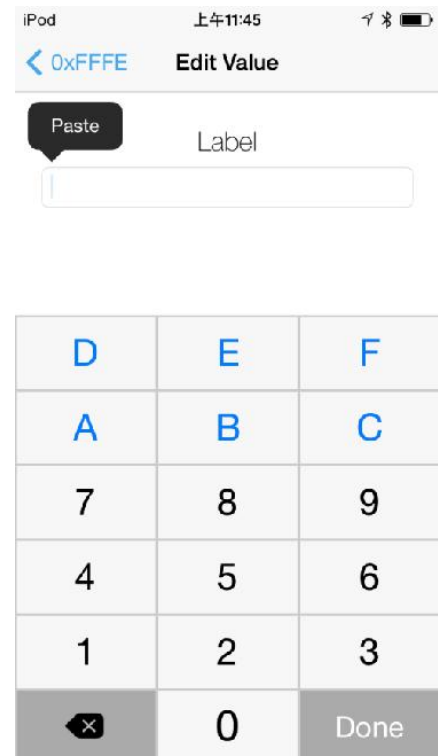 iPod 上午11:45
0xFFFE Edit Value
Paste
Label
D E F
A B C
7 8 9
4 5 6
1 2 3
0 Done